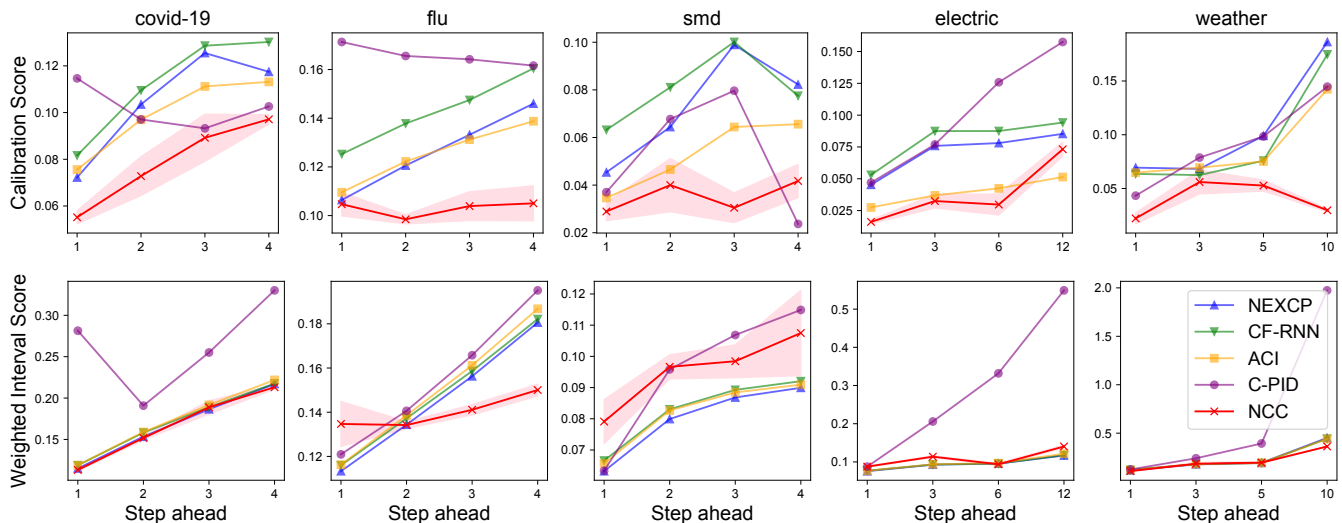 covid-19 flu smd electric weather
Calibration Score
0.12
0.10
0.08
0.06
1 2 3 4
0.16
0.14
0.12
0.10
1 2 3 4
0.10
0.08
0.06
0.04
0.02
1 2 3 4
0.150
0.125
0.100
0.075
0.050
0.025
1 3 6 12
0.15
0.10
0.05
1 3 5 10
Weighted Interval Score
0.30
0.25
0.20
0.15
1 2 3 4
Step ahead
0.18
0.16
0.14
0.12
1 2 3 4
Step ahead
0.12
0.11
0.10
0.09
0.08
0.07
1 2 3 4
Step ahead
0.5
0.4
0.3
0.2
0.1
1 3 6 12
Step ahead
2.0
1.5
1.0
0.5
1 3 5 10
Step ahead
NEXCP
CF-RNN
ACI
C-PID
NCC